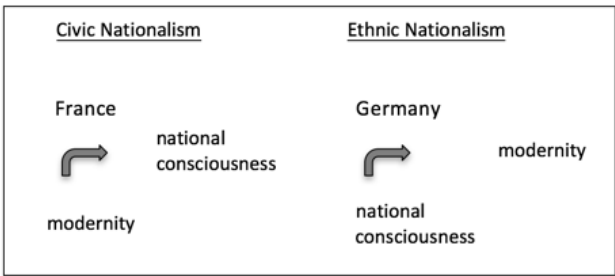 Civic Nationalism
Ethnic Nationalism
France
national
consciousness
modernity
Germany
modernity
national
consciousness